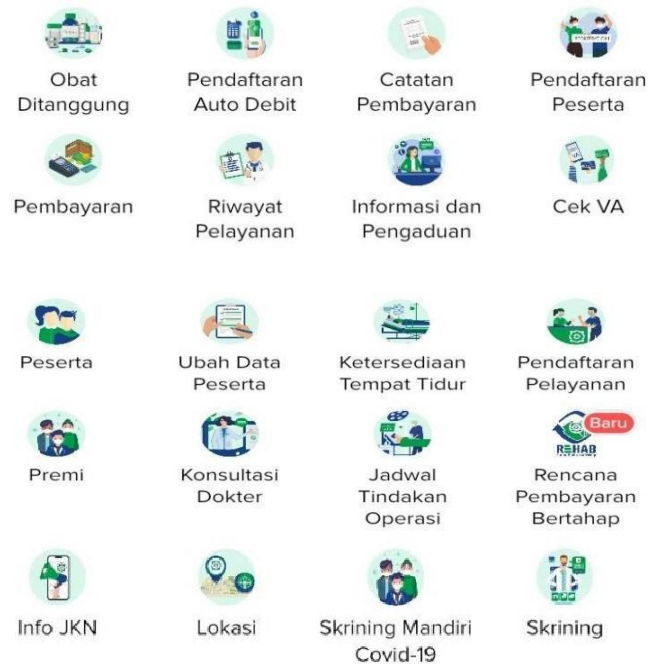 Obat
Ditanggung
Pendaftaran
Auto Debit
Catatan
Pembayaran
Pendaftaran
Peserta
Pembayaran
Riwayat
Pelayanan
Informasi dan
Pengaduan
VA
Cek VA
Peserta
Ubah Data
Peserta
Ketersediaan
Tempat Tidur
Pendaftaran
Pelayanan
Premi
Konsultasi
Dokter
Jadwal
Tindakan
Operasi
Baru
REHAB
Rencana
Pembayaran
Bertahap
Info JKN
Lokasi
Skrining Mandiri
Covid-19
Skrining